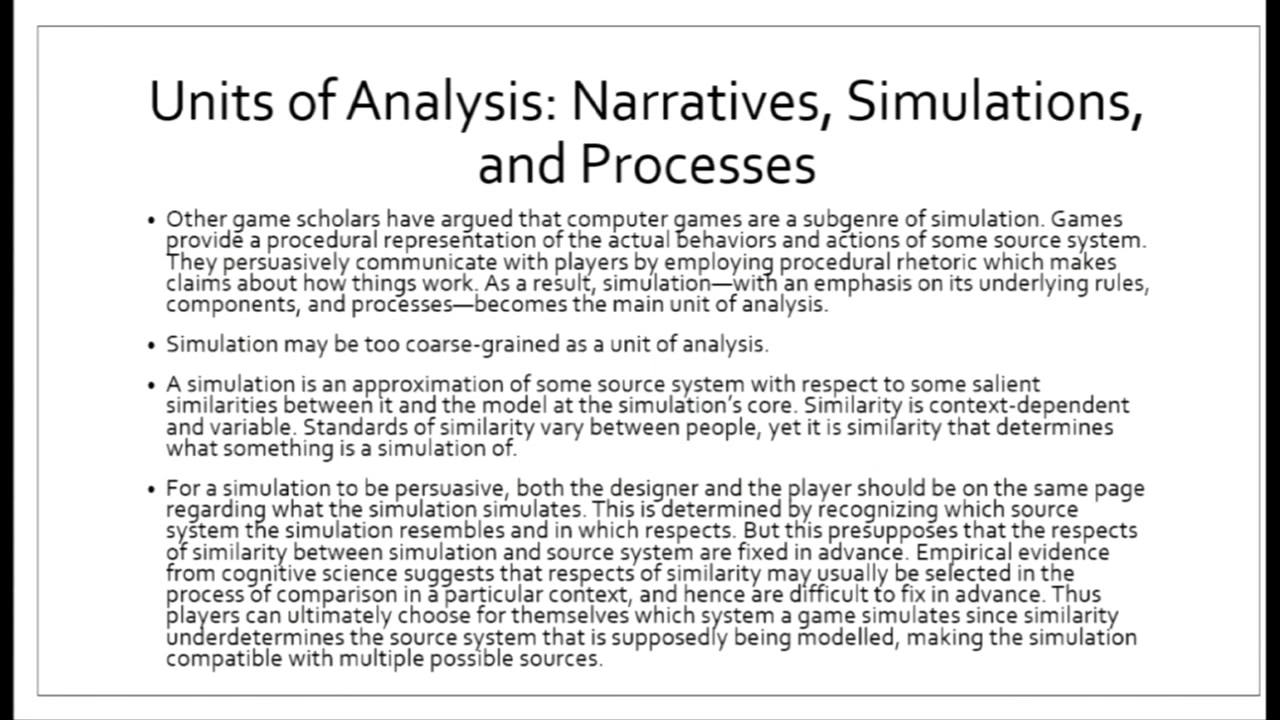 Units of Analysis: Narratives, Simulations,
and Processes
• Other game scholars have argued that computer games are a subgenre of simulation. Games
provide a procedural representation of the actual behaviors and actions of some source system.
They persuasively communicate with players by employing procedural rhetoric which makes
claims about how things work. As a result, simulation—with an emphasis on its underlying rules,
components, and processes—becomes the main unit of analysis.
• Simulation may be too coarse-grained as a unit of analysis.
• A simulation is an approximation of some source system with respect to some salient
similarities between it and the model at the simulation's core. Similarity is context-dependent
and variable. Standards of similarity vary between people, yet it is similarity that determines
what something is a simulation of.
• For a simulation to be persuasive, both the designer and the player should be on the same page
regarding what the simulation simulates. This is determined by recognizing which source
system the simulation resembles and in which respects. But this presupposes that the respects
of similarity between simulation and source system are fixed in advance. Empirical evidence
from cognitive science suggests that respects of similarity may usually be selected in the
process of comparison in a particular context, and hence are difficult to fix in advance. Thus
players can ultimately choose for themselves which system a game simulates since similarity
underdetermines the source system that is supposedly being modelled, making the simulation
compatible with multiple possible sources.